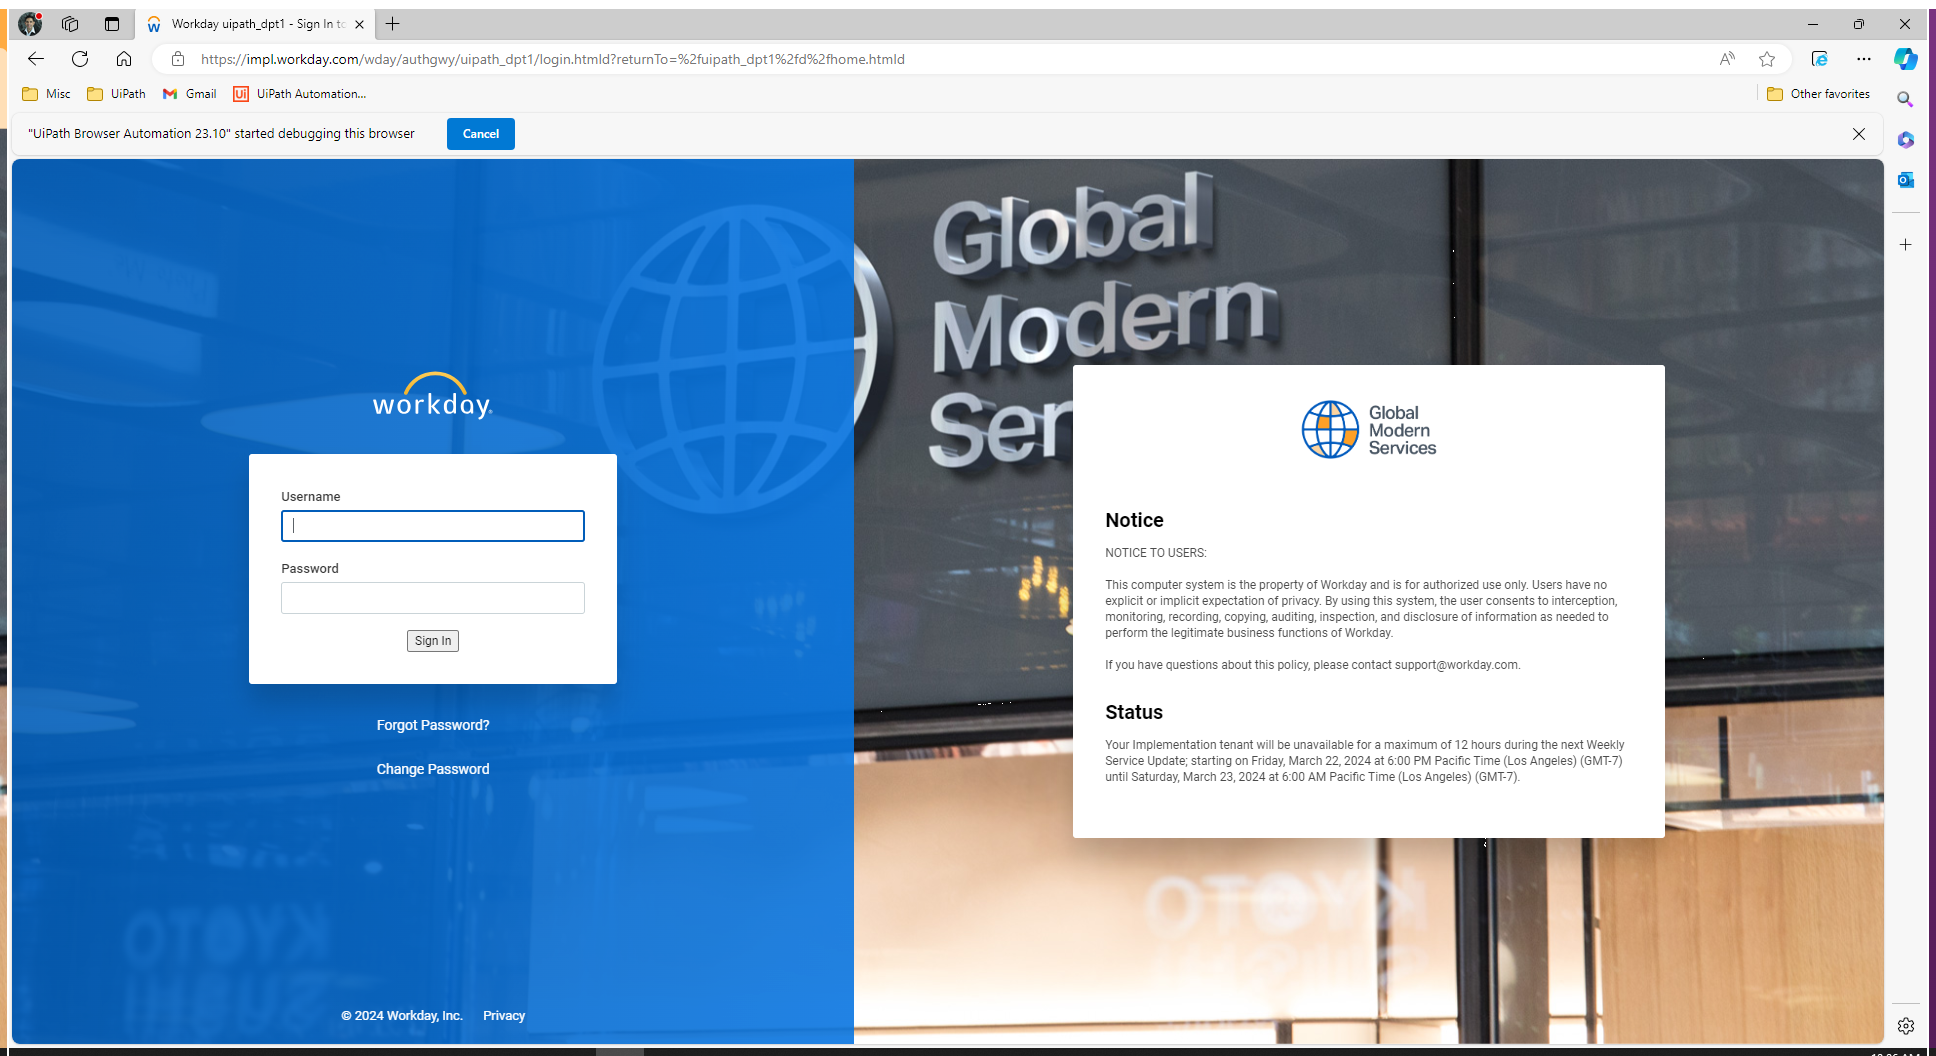 Workday uipath_dpt1 - Sign In to
https://impl.workday.com/wday/authgwy/uipath_dpt1/login.htmld?returnTo=%2fuipath_dpt1%2fd%2fhome.htmld
Misc UiPath Gmail UiPath Automation... Other favorites
"UiPath Browser Automation 23.10" started debugging this browser Cancel
Global
Modern
Ser
workday
Username
Password
Sign In
Forgot Password?
Change Password
© 2024 Workday, Inc. Privacy
Global
Modern
Services
Notice
NOTICE TO USERS:
This computer system is the property of Workday and is for authorized use only. Users have no
explicit or implicit expectation of privacy. By using this system, the user consents to interception,
monitoring, recording, copying, auditing, inspection, and disclosure of information as needed to
perform the legitimate business functions of Workday.
If you have questions about this policy, please contact support@workday.com.
Status
Your Implementation tenant will be unavailable for a maximum of 12 hours during the next Weekly
Service Update; starting on Friday, March 22, 2024 at 6:00 PM Pacific Time (Los Angeles) (GMT-7)
until Saturday, March 23, 2024 at 6:00 AM Pacific Time (Los Angeles) (GMT-7).
KYOTO
SUSHI